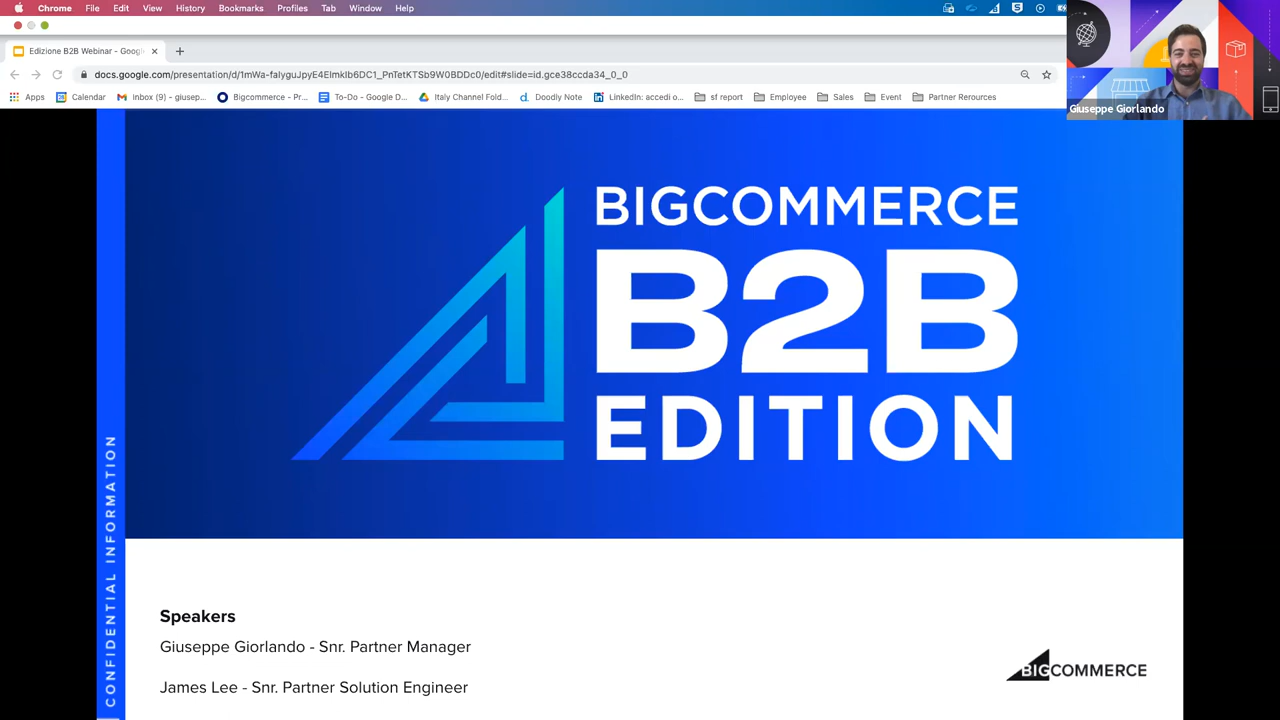 Chrome File Edit View History Bookmarks Profiles Tab Window Help
Edizione B2B Webinar - Googl
docs.google.com/presentation/d/1mWa-falyguJpyE4ElmkIb6DC1_PnTetKTSb9W0BDDc0/edit#slide=id.gce38ccda34_0_0
Apps Calendar Inbox (9) - giusep... Bigcommerce - Pr... To-Do - Google D... Italy Channel Fold... Doodly Note LinkedIn: accedi o... sf report Employee Sales Event Partner Rerources
Giuseppe Giorlando
BIGCOMMERCE
B2B
EDITION
CONFIDENTIAL INFORMATION
Speakers
Giuseppe Giorlando - Snr. Partner Manager
James Lee - Snr. Partner Solution Engineer
BIGCOMMERCE